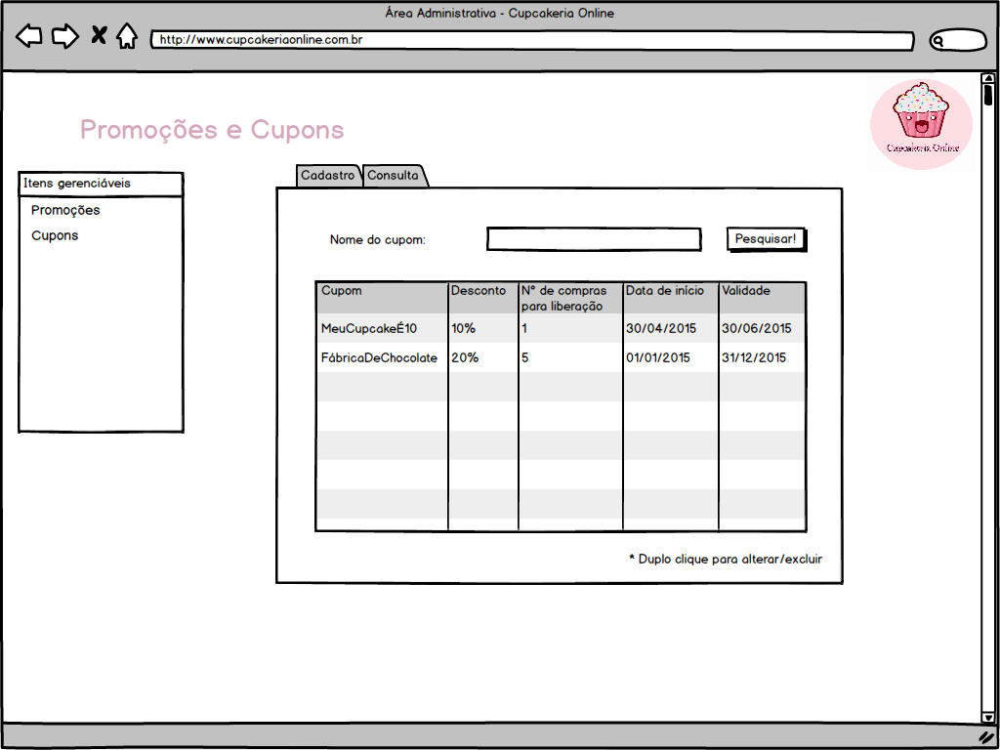 Área Administrativa - Cupcakeria Online
http://www.cupcakeriaonline.com.br
Promoções e Cupons
Cupcakeria Online
Itens gerenciáveis
Promoções
Cupons
Cadastro Consulta
Nome do cupom: Pesquisar!
Cupom Desconto N° de compras para liberação Data de início Validade
MeuCupcakeÉ10 10% 1 30/04/2015 30/06/2015
FábricaDeChocolate 20% 5 01/01/2015 31/12/2015
* Duplo clique para alterar/excluir